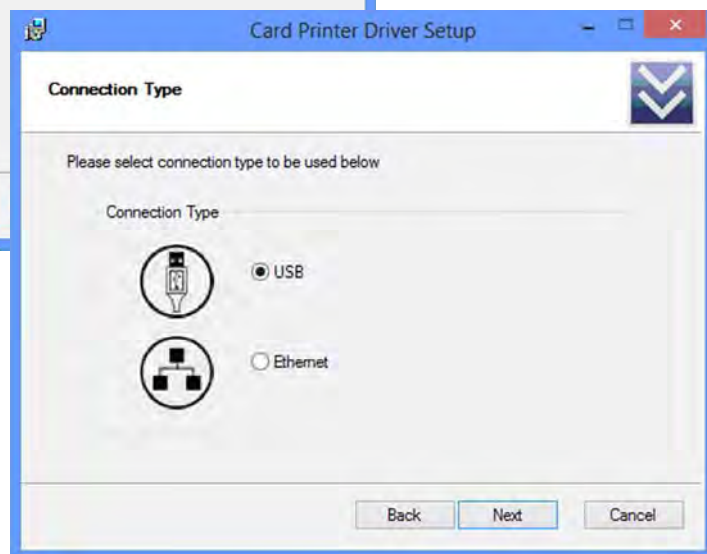 Card Printer Driver Setup
Connection Type
Please select connection type to be used below
Connection Type
USB
Ethernet
Back Next Cancel